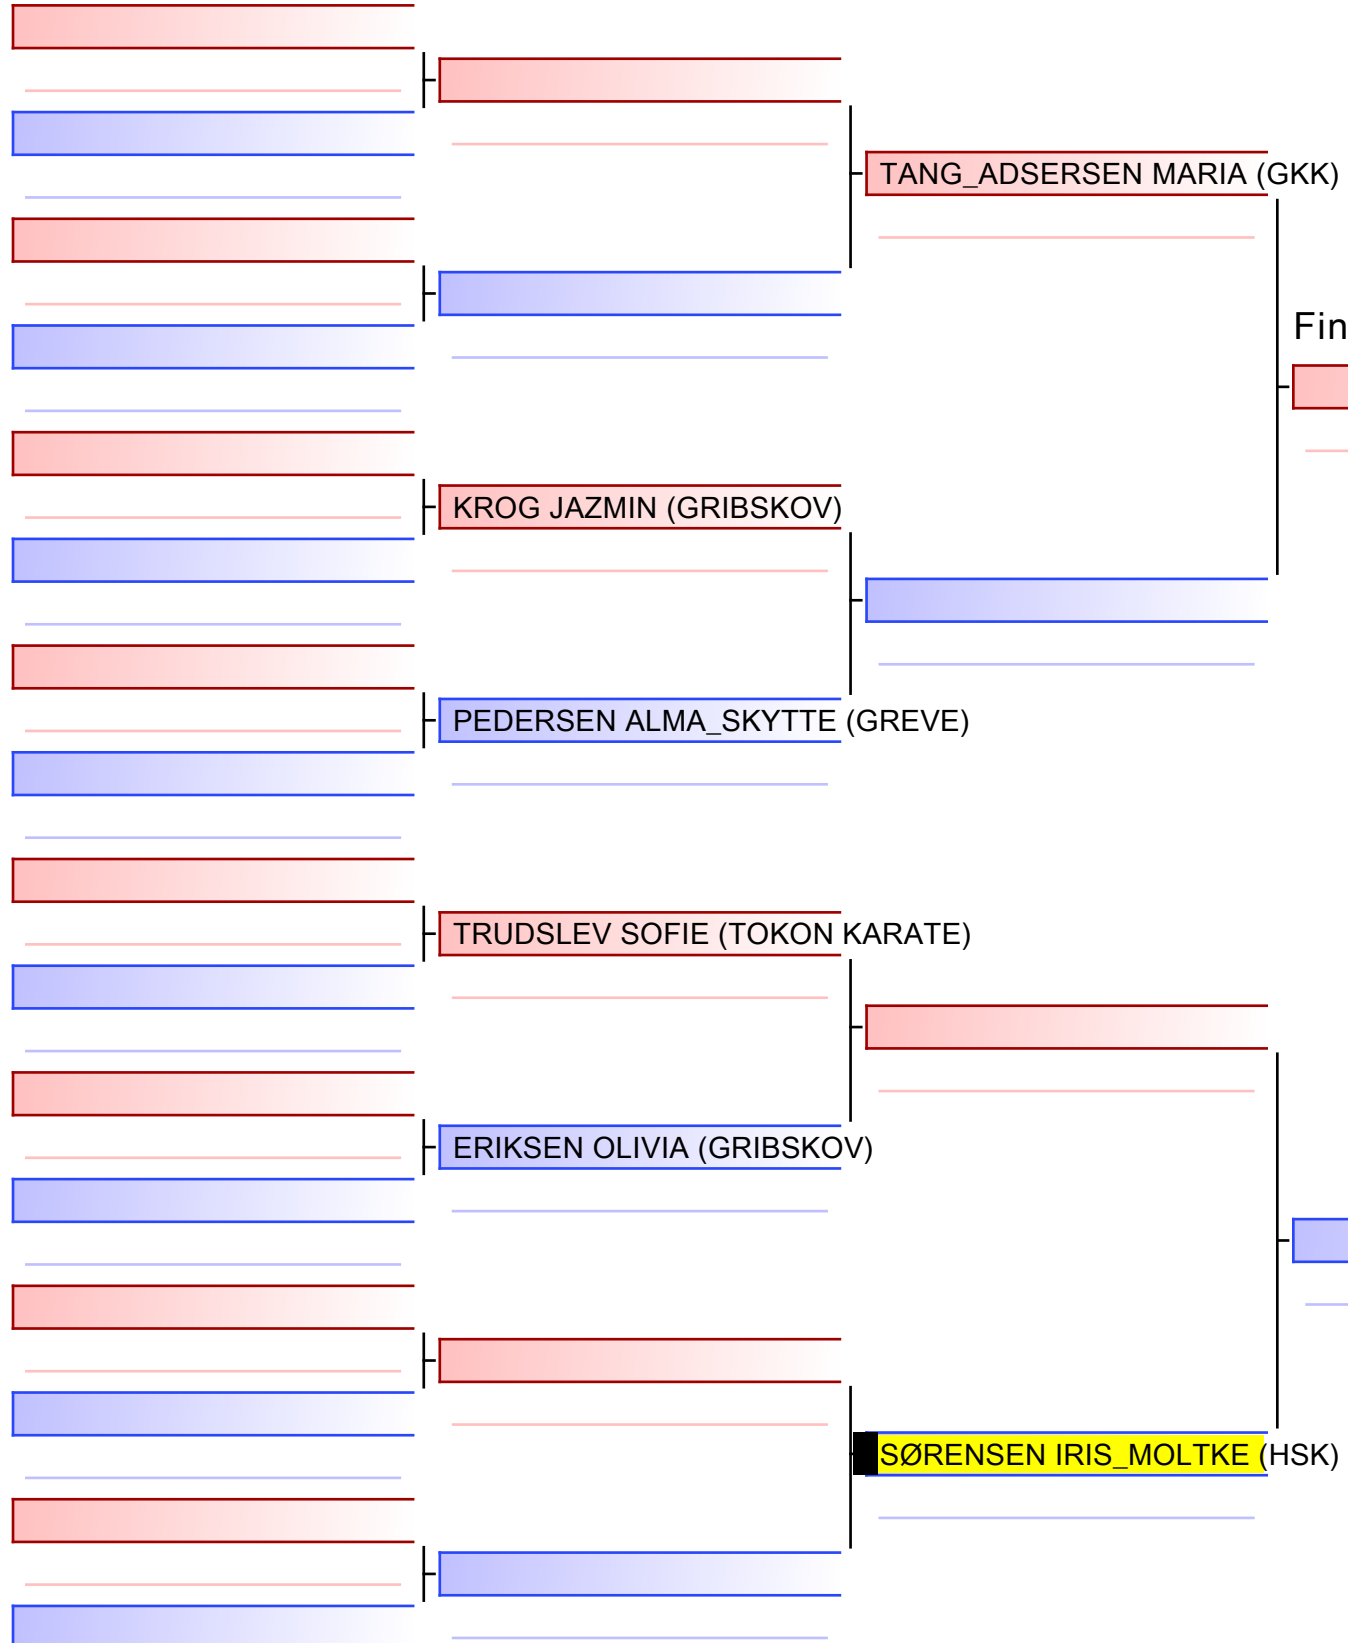 TANG_ADSERSEN MARIA (GKK)
Fin
KROG JAZMIN (GRIBSKOV)
PEDERSEN ALMA_SKYTTE (GREVE)
TRUDSLEV SOFIE (TOKON KARATE)
ERIKSEN OLIVIA (GRIBSKOV)
SØRENSEN IRIS_MOLTKE (HSK)